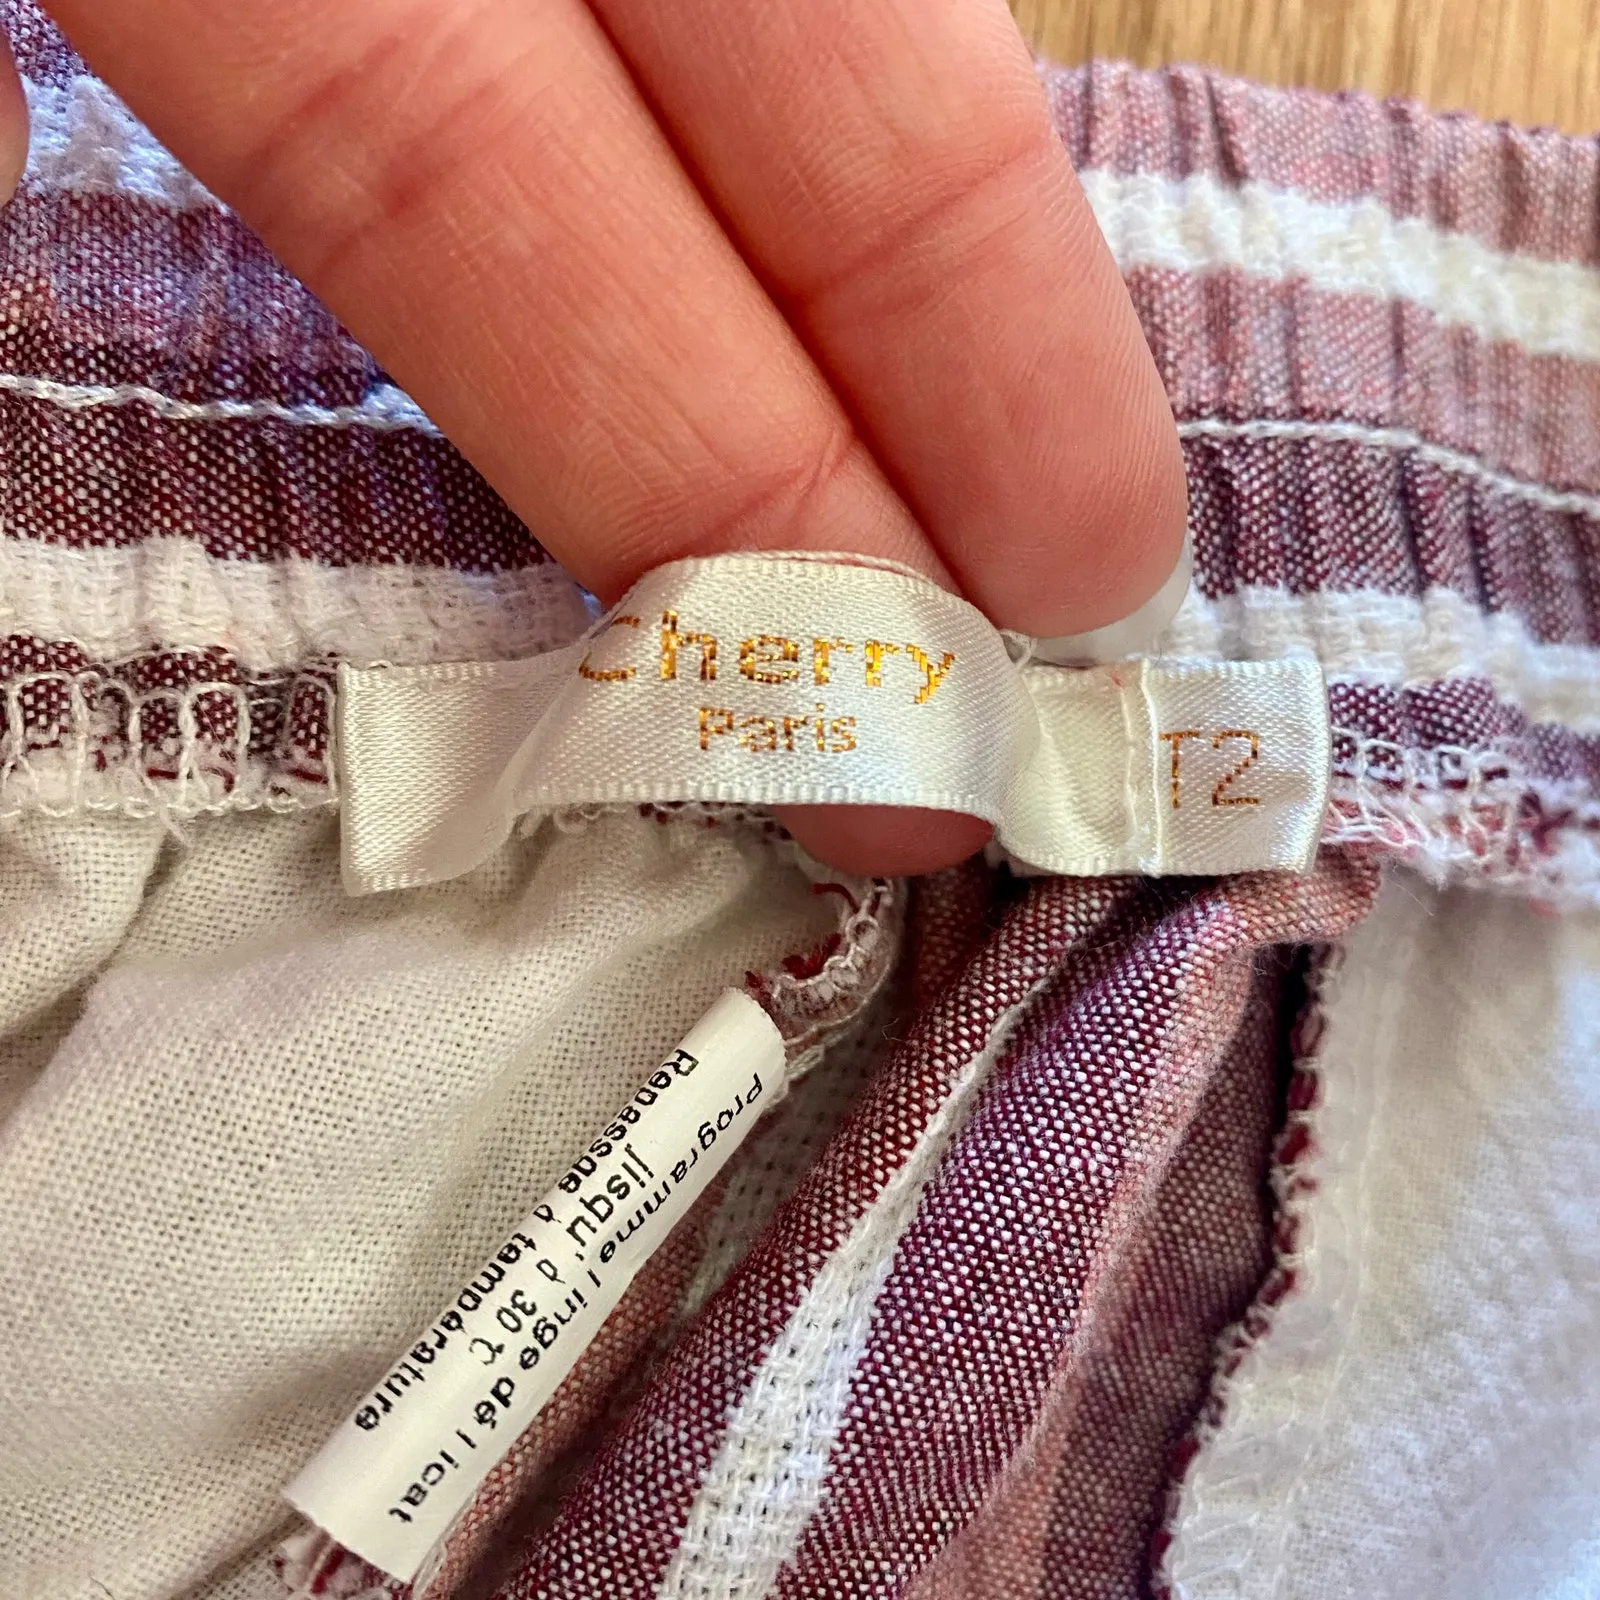 Cherry
Paris
T2
Programme linge délicat
jusqu'à 30 ℃
Repassage à température